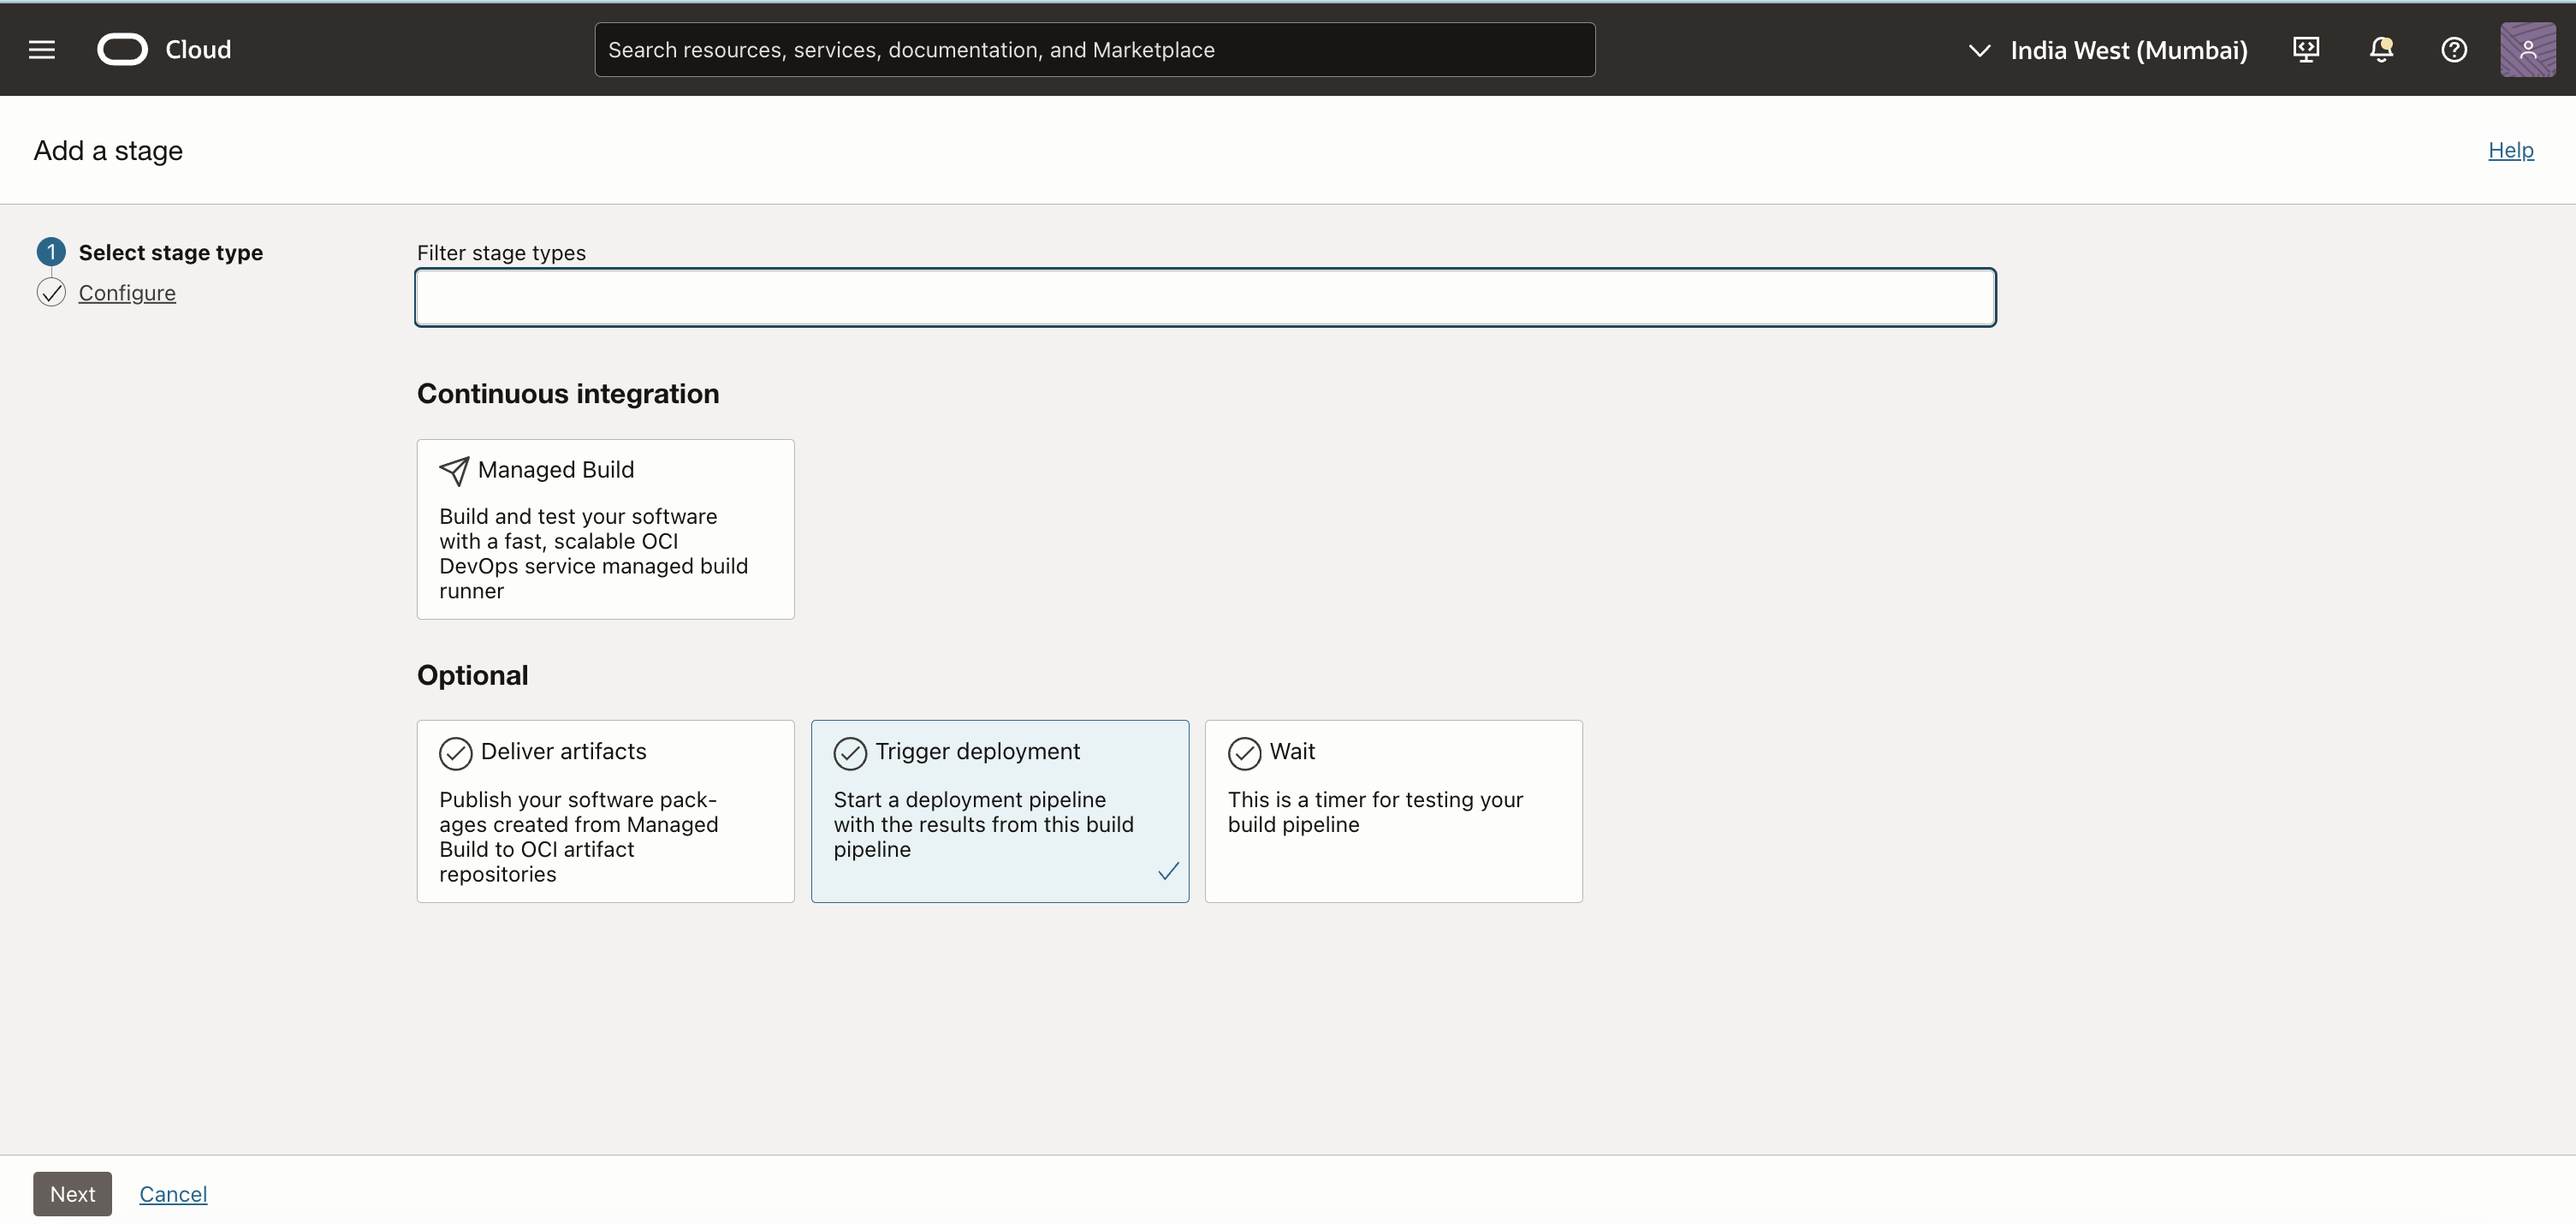 Cloud
Search resources, services, documentation, and Marketplace
India West (Mumbai)
Add a stage
Help
1 Select stage type
Configure
Filter stage types
Continuous integration
Managed Build
Build and test your software
with a fast, scalable OCI
DevOps service managed build
runner
Optional
Deliver artifacts
Publish your software pack-
ages created from Managed
Build to OCI artifact
repositories
Trigger deployment
Start a deployment pipeline
with the results from this build
pipeline
Wait
This is a timer for testing your
build pipeline
Next
Cancel